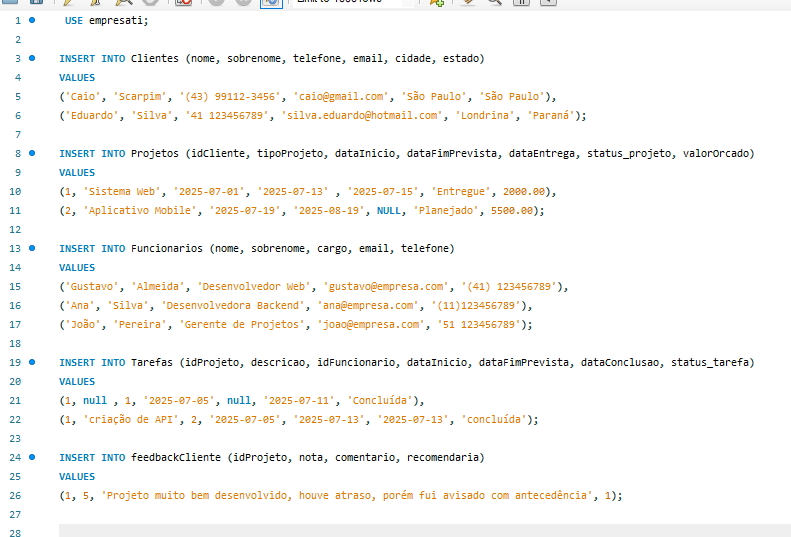 1 USE empresati;
2
3 INSERT INTO Clientes (nome, sobrenome, telefone, email, cidade, estado)
4 VALUES
5 ('Caio', 'Scarpim', '(43) 99112-3456', 'caio@gmail.com', 'São Paulo', 'São Paulo'),
6 ('Eduardo', 'Silva', '41 123456789', 'silva.eduardo@hotmail.com', 'Londrina', 'Paraná');
7
8 INSERT INTO Projetos (idCliente, tipoProjeto, dataInicio, dataFimPrevista, dataEntrega, status_projeto, valorOrcado)
9 VALUES
10 (1, 'Sistema Web', '2025-07-01', '2025-07-13' , '2025-07-15', 'Entregue', 2000.00),
11 (2, 'Aplicativo Mobile', '2025-07-19', '2025-08-19', NULL, 'Planejado', 5500.00);
12
13 INSERT INTO Funcionarios (nome, sobrenome, cargo, email, telefone)
14 VALUES
15 ('Gustavo', 'Almeida', 'Desenvolvedor Web', 'gustavo@empresa.com', '(41) 123456789'),
16 ('Ana', 'Silva', 'Desenvolvedora Backend', 'ana@empresa.com', '(11)123456789'),
17 ('João', 'Pereira', 'Gerente de Projetos', 'joao@empresa.com', '51 123456789');
18
19 INSERT INTO Tarefas (idProjeto, descricao, idFuncionario, dataInicio, dataFimPrevista, dataConclusao, status_tarefa)
20 VALUES
21 (1, null , 1, '2025-07-05', null, '2025-07-11', 'Concluída'),
22 (1, 'criação de API', 2, '2025-07-05', '2025-07-13', '2025-07-13', 'concluída');
23
24 INSERT INTO feedbackCliente (idProjeto, nota, comentario, recomendaria)
25 VALUES
26 (1, 5, 'Projeto muito bem desenvolvido, houve atraso, porém fui avisado com antecedência', 1);
27
28